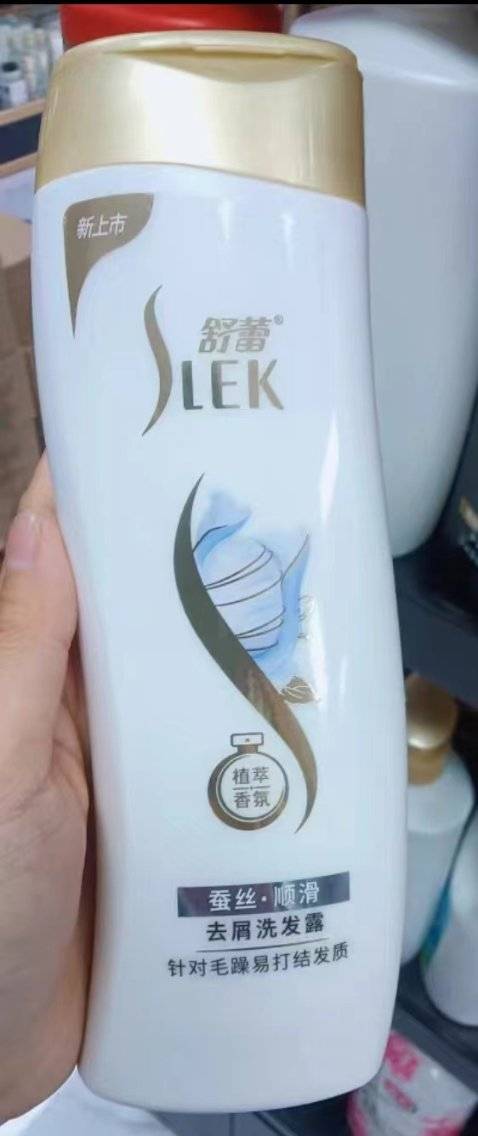 新上市
舒蕾®
SLEK
植萃
香氛
蚕丝·顺滑
去屑洗发露
针对毛躁易打结发质